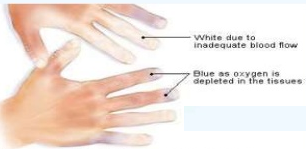 White due to
inadequate blood flow
Blue as oxygen is
depleted in the tissues